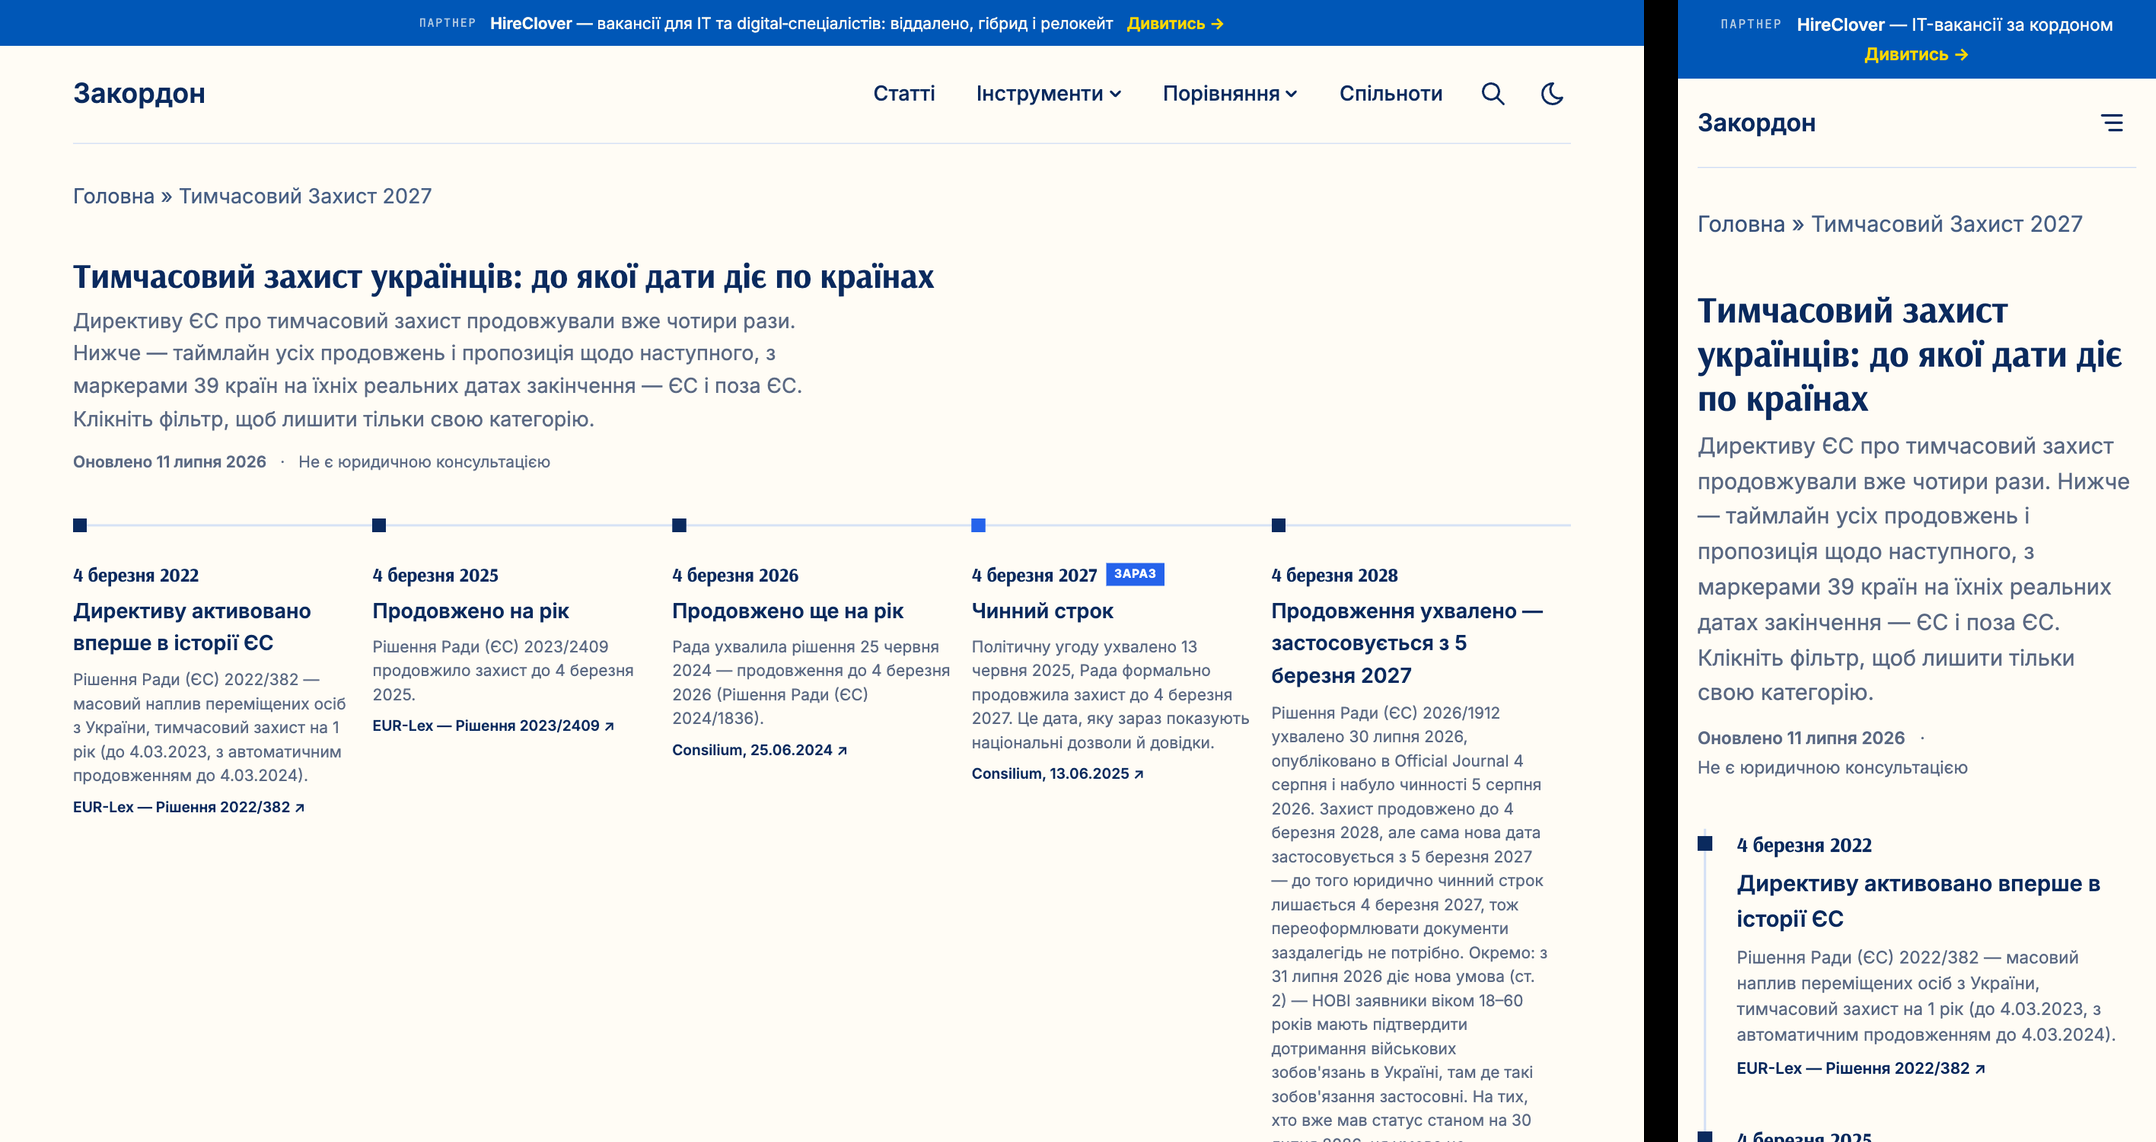 ПАРТНЕР HireClover — вакансії для IT та digital-спеціалістів: віддалено, гібрид і релокейт Дивитись →
Закордон
Статті Інструменти Порівняння Спільноти
Головна » Тимчасовий Захист 2027
Тимчасовий захист українців: до якої дати діє по країнах
Директиву ЄС про тимчасовий захист продовжували вже чотири рази.
Нижче — таймлайн усіх продовжень і пропозиція щодо наступного, з
маркерами 39 країн на їхніх реальних датах закінчення — ЄС і поза ЄС.
Клікніть фільтр, щоб лишити тільки свою категорію.
Оновлено 11 липня 2026 · Не є юридичною консультацією
4 березня 2022
Директиву активовано
вперше в історії ЄС
Рішення Ради (ЄС) 2022/382 —
масовий наплив переміщених осіб
з України, тимчасовий захист на 1
рік (до 4.03.2023, з автоматичним
продовженням до 4.03.2024).
EUR-Lex — Рішення 2022/382 ↗
4 березня 2025
Продовжено на рік
Рішення Ради (ЄС) 2023/2409
продовжило захист до 4 березня
2025.
EUR-Lex — Рішення 2023/2409 ↗
4 березня 2026
Продовжено ще на рік
Рада ухвалила рішення 25 червня
2024 — продовження до 4 березня
2026 (Рішення Ради (ЄС)
2024/1836).
Consilium, 25.06.2024 ↗
4 березня 2027 ЗАРАЗ
Чинний строк
Політичну угоду ухвалено 13
червня 2025, Рада формально
продовжила захист до 4 березня
2027. Це дата, яку зараз показують
національні дозволи й довідки.
Consilium, 13.06.2025 ↗
4 березня 2028
Продовження ухвалено —
застосовується з 5
березня 2027
Рішення Ради (ЄС) 2026/1912
ухвалено 30 липня 2026,
опубліковано в Official Journal 4
серпня і набуло чинності 5 серпня
2026. Захист продовжено до 4
березня 2028, але сама нова дата
застосовується з 5 березня 2027
— до того юридично чинний строк
лишається 4 березня 2027, тож
переоформлювати документи
заздалегідь не потрібно. Окремо: з
31 липня 2026 діє нова умова (ст.
2) — НОВІ заявники віком 18–60
років мають підтвердити
дотримання військових
зобов'язань в Україні, там де такі
зобов'язання застосовні. На тих,
хто вже мав статус станом на 30
ПАРТНЕР HireClover — IT-вакансії за кордоном
Дивитись →
Закордон
Головна » Тимчасовий Захист 2027
Тимчасовий захист
українців: до якої дати діє
по країнах
Директиву ЄС про тимчасовий захист
продовжували вже чотири рази. Нижче
— таймлайн усіх продовжень і
пропозиція щодо наступного, з
маркерами 39 країн на їхніх реальних
датах закінчення — ЄС і поза ЄС.
Клікніть фільтр, щоб лишити тільки
свою категорію.
Оновлено 11 липня 2026 ·
Не є юридичною консультацією
4 березня 2022
Директиву активовано вперше в
історії ЄС
Рішення Ради (ЄС) 2022/382 — масовий
наплив переміщених осіб з України,
тимчасовий захист на 1 рік (до 4.03.2023, з
автоматичним продовженням до 4.03.2024).
EUR-Lex — Рішення 2022/382 ↗
4 березня 2025